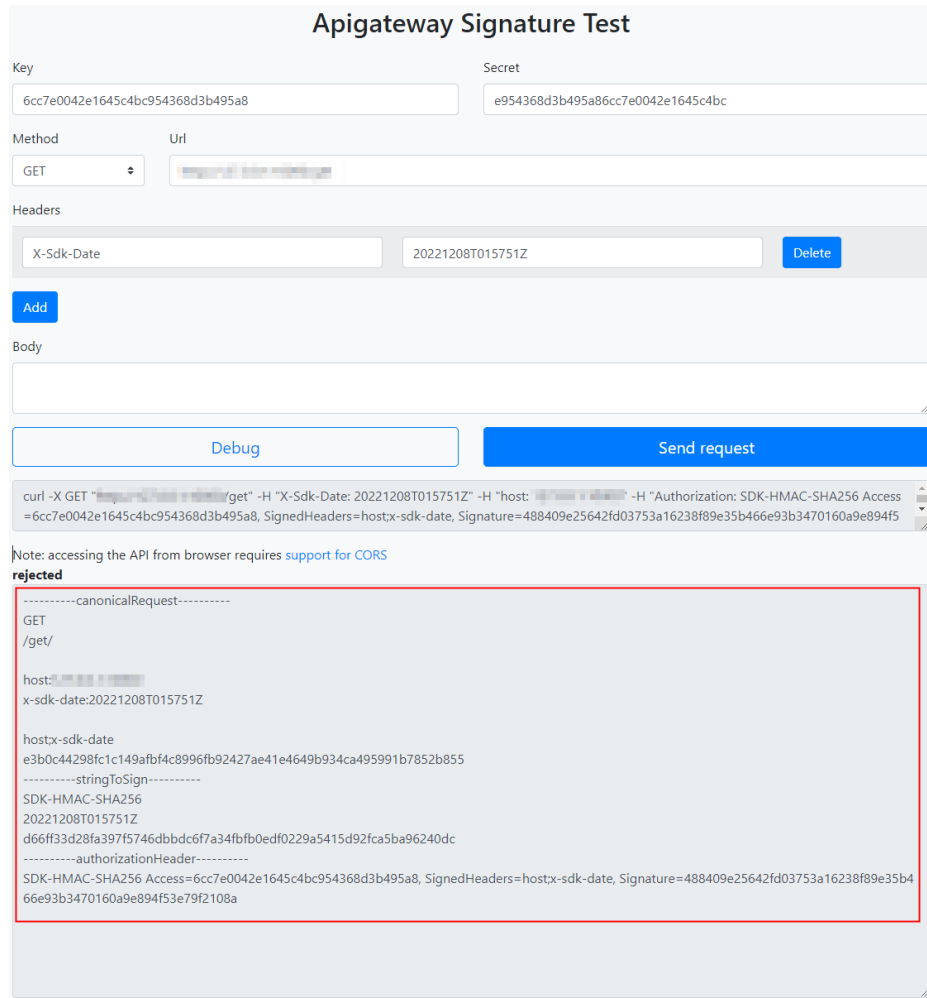 Apigateway Signature Test
Key
Secret
6cc7e0042e1645c4bc954368d3b495a8
e954368d3b495a86cc7e0042e1645c4bc
Method
Url
GET
Headers
X-Sdk-Date
20221208T015751Z
Delete
Add
Body
Debug
Send request
curl -X GET "/get" -H "X-Sdk-Date: 20221208T015751Z" -H "host: " -H "Authorization: SDK-HMAC-SHA256 Access
=6cc7e0042e1645c4bc954368d3b495a8, SignedHeaders=host;x-sdk-date, Signature=488409e25642fd03753a16238f89e35b466e93b3470160a9e894f5
Note: accessing the API from browser requires support for CORS
rejected
----------canonicalRequest----------
GET
/get/
host:
x-sdk-date:20221208T015751Z
host;x-sdk-date
e3b0c44298fc1c149afbf4c8996fb92427ae41e4649b934ca495991b7852b855
----------stringToSign----------
SDK-HMAC-SHA256
20221208T015751Z
d66ff33d28fa397f5746dbbdc6f7a34fbfb0edf0229a5415d92fca5ba96240dc
----------authorizationHeader----------
SDK-HMAC-SHA256 Access=6cc7e0042e1645c4bc954368d3b495a8, SignedHeaders=host;x-sdk-date, Signature=488409e25642fd03753a16238f89e35b4
66e93b3470160a9e894f53e79f2108a